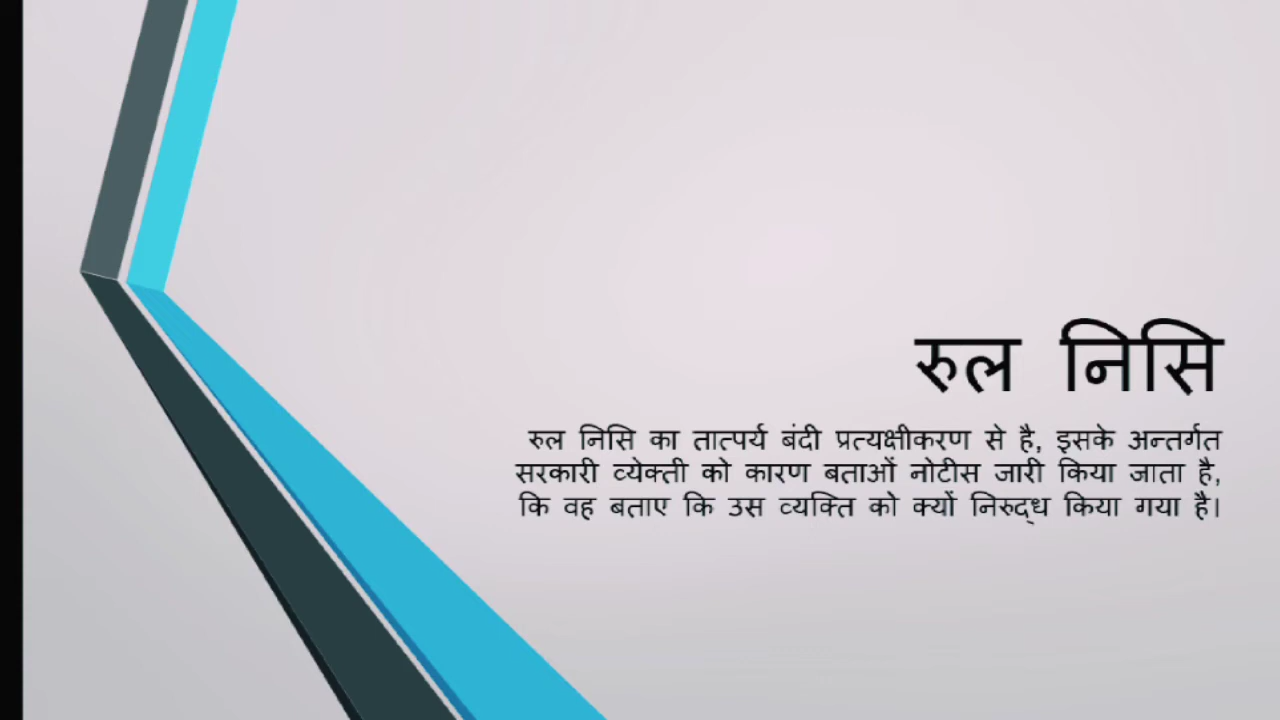 रुल निसि
रुल निसि का तात्पर्य बंदी प्रत्यक्षीकरण से है, इसके अन्तर्गत
सरकारी व्येक्ती को कारण बताओं नोटीस जारी किया जाता है,
कि वह बताए कि उस व्यक्ति को क्यों निरुद्ध किया गया है।